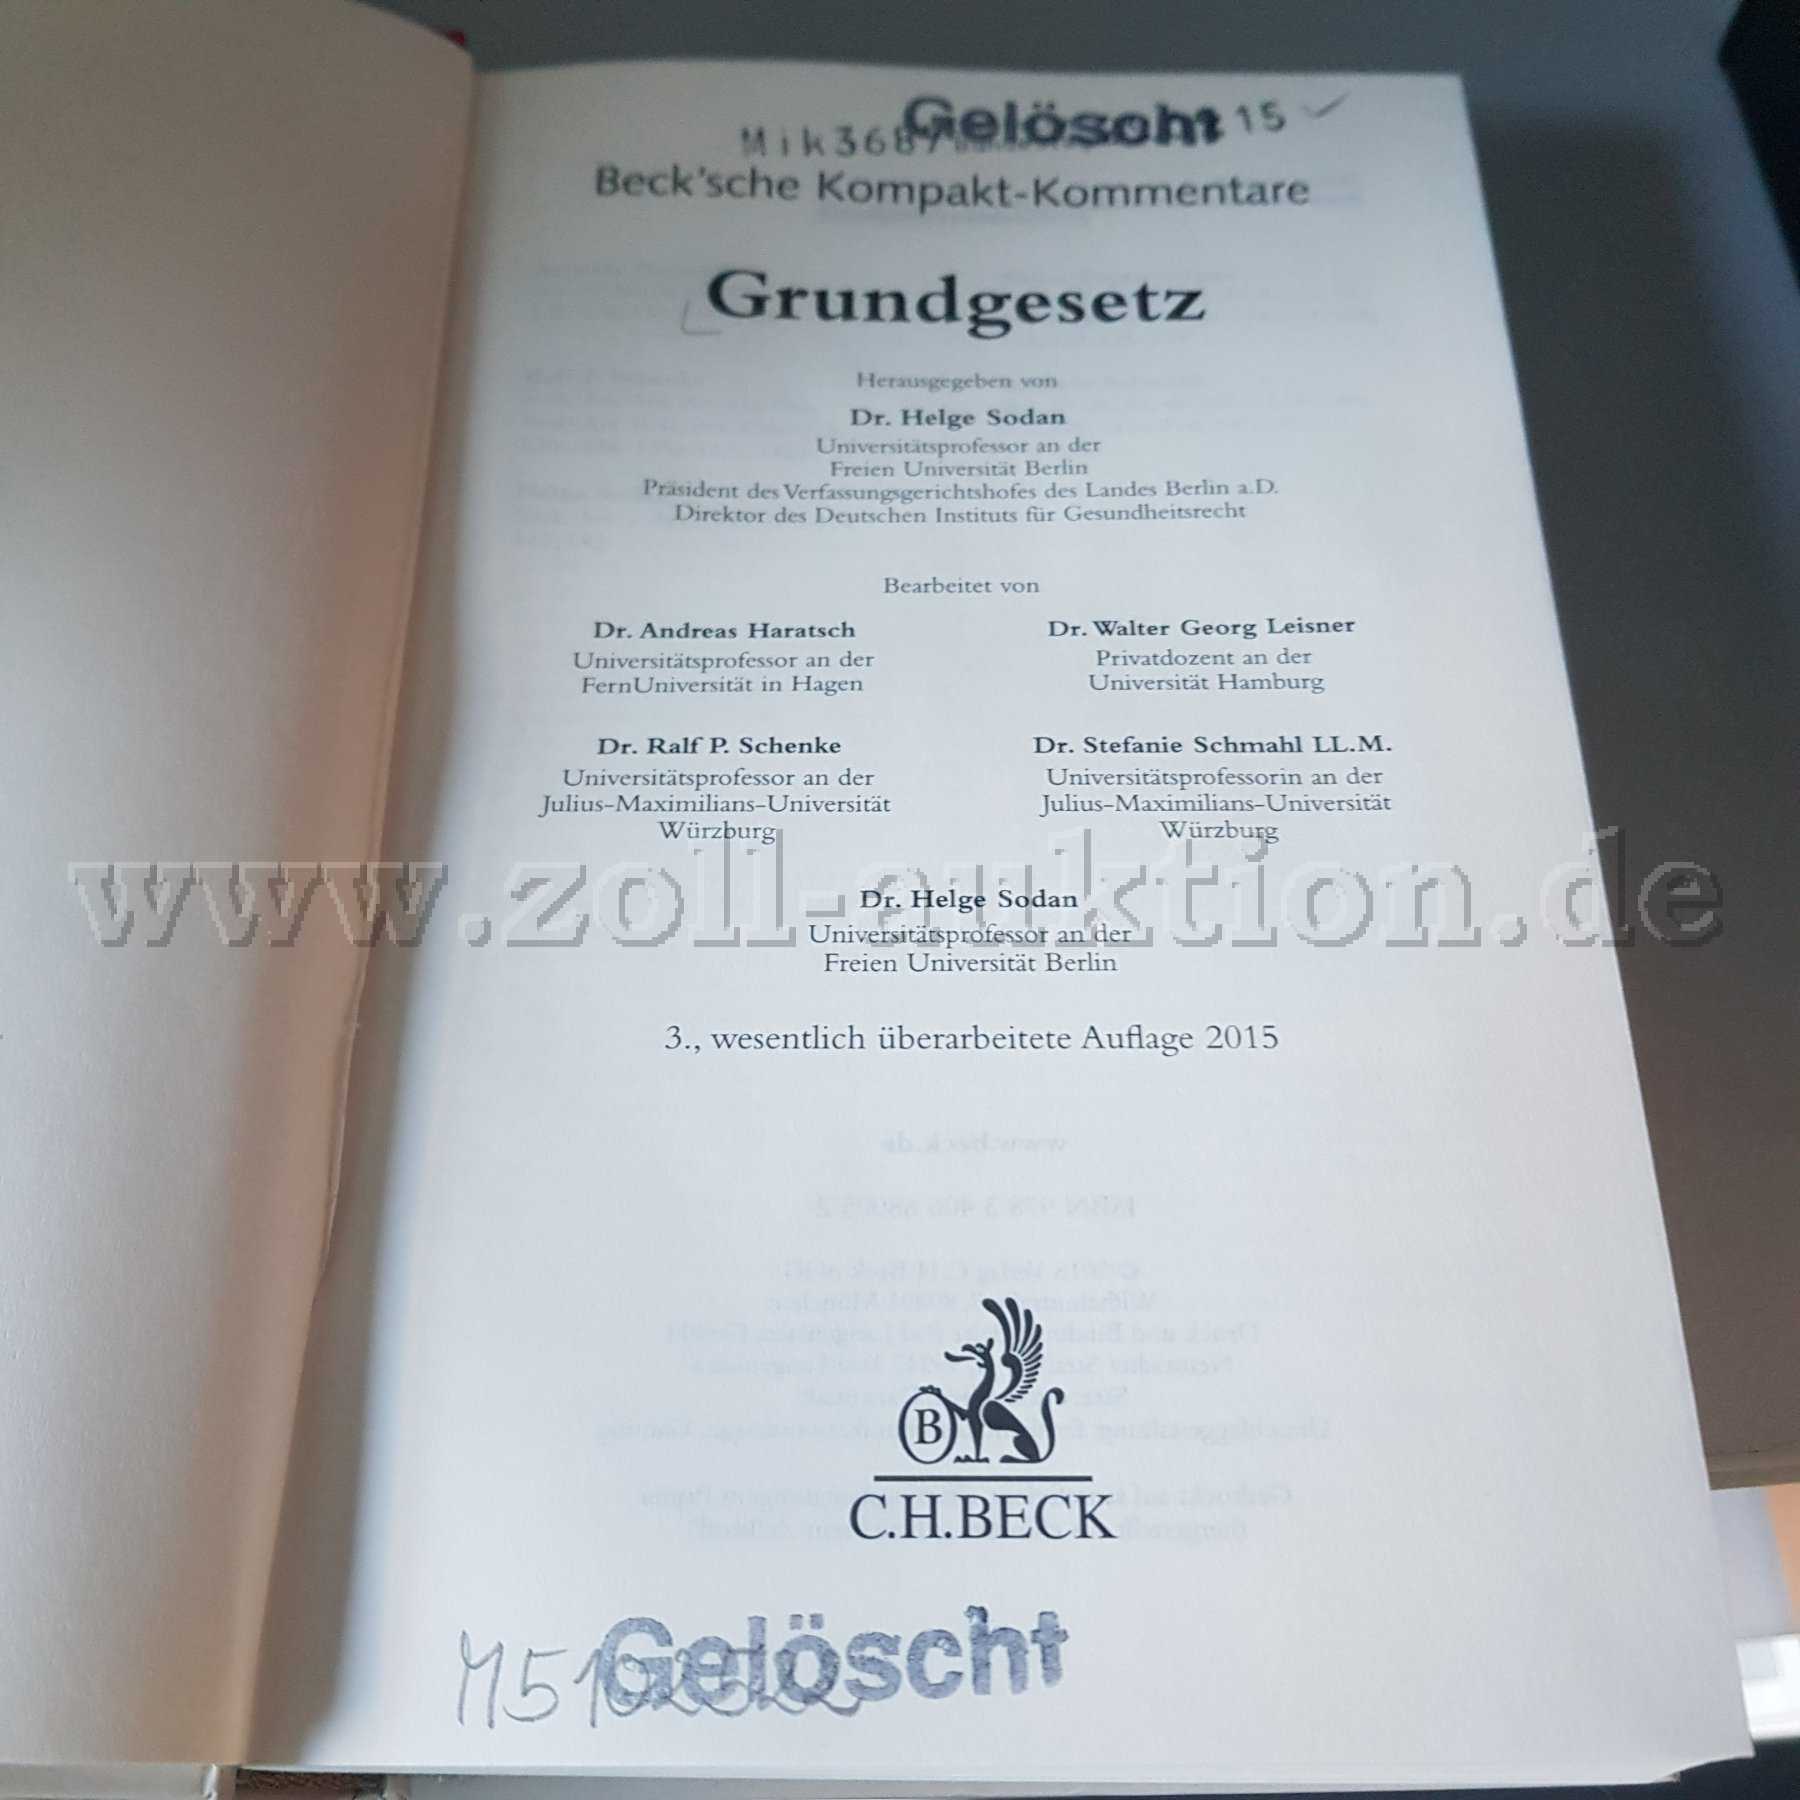 Gelöscht 15
Mik3687
Beck'sche Kompakt-Kommentare
Grundgesetz
Herausgegeben von
Dr. Helge Sodan
Universitätsprofessor an der
Freien Universität Berlin
Präsident des Verfassungsgerichtshofes des Landes Berlin a.D.
Direktor des Deutschen Instituts für Gesundheitsrecht
Bearbeitet von
Dr. Andreas Haratsch
Universitätsprofessor an der
FernUniversität in Hagen
Dr. Walter Georg Leisner
Privatdozent an der
Universität Hamburg
Dr. Ralf P. Schenke
Universitätsprofessor an der
Julius-Maximilians-Universität
Würzburg
Dr. Stefanie Schmahl LL.M.
Universitätsprofessorin an der
Julius-Maximilians-Universität
Würzburg
www.zoll-auktion.de
Dr. Helge Sodan
Universitätsprofessor an der
Freien Universität Berlin
3., wesentlich überarbeitete Auflage 2015
B
C.H.BECK
Gelöscht